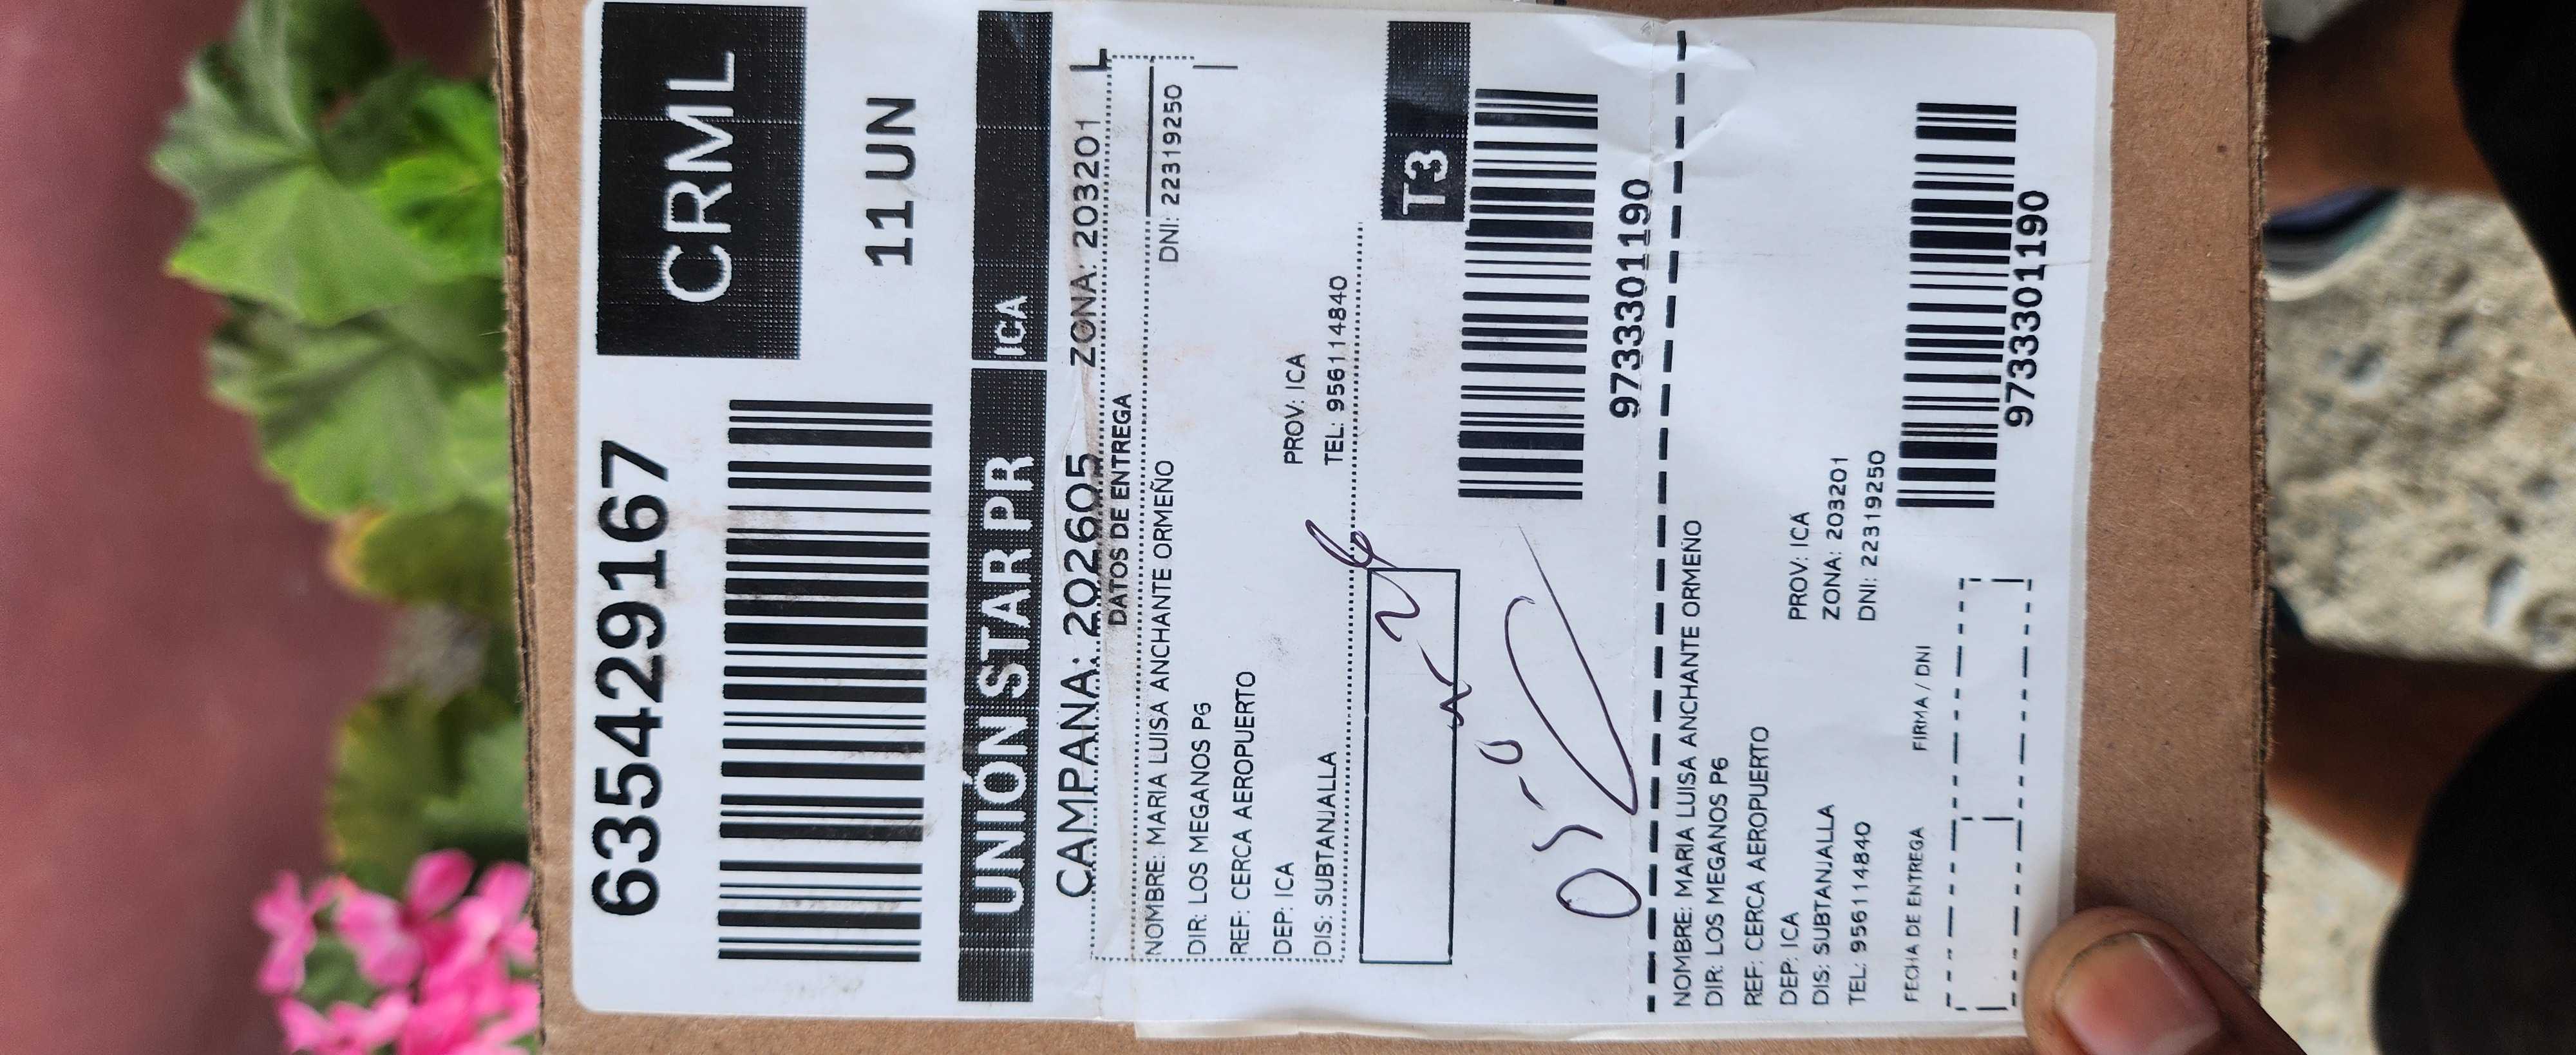 6354429167
CRML
11 UN
UNIÓN STAR PR ICA
CAMPAÑA: 202605 ZONA: 203201 L
DATOS DE ENTREGA
NOMBRE: MARIA LUISA ANCHANTE ORMEÑO DNI: 22319250
DIR: LOS MEGANOS P6
REF: CERCA AEROPUERTO
DEP: ICA PROV: ICA
DIS: SUBTANJALLA TEL: 956114840
T3
9733301190
NOMBRE: MARIA LUISA ANCHANTE ORMEÑO
DIR: LOS MEGANOS P6
REF: CERCA AEROPUERTO
DEP: ICA PROV: ICA
DIS: SUBTANJALLA ZONA: 203201
TEL: 956114840 DNI: 22319250
FECHA DE ENTREGA FIRMA / DNI
9733301190